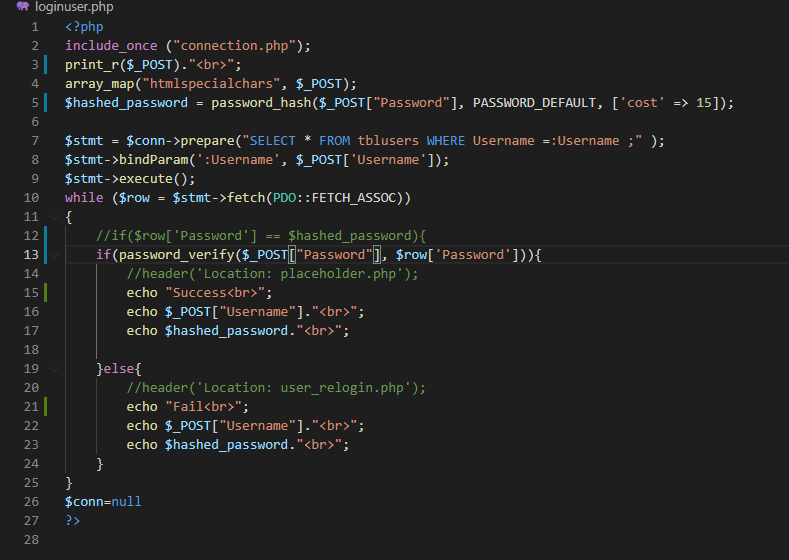 loginuser.php
1 <?php
2 include_once ("connection.php");
3 print_r($_POST)."<br>";
4 array_map("htmlspecialchars", $_POST);
5 $hashed_password = password_hash($_POST["Password"], PASSWORD_DEFAULT, ['cost' => 15]);
6
7 $stmt = $conn->prepare("SELECT * FROM tblusers WHERE Username =:Username ;" );
8 $stmt->bindParam(':Username', $_POST['Username']);
9 $stmt->execute();
10 while ($row = $stmt->fetch(PDO::FETCH_ASSOC))
11 {
12     //if($row['Password'] == $hashed_password){
13     if(password_verify($_POST["Password"], $row['Password'])){
14         //header('Location: placeholder.php');
15         echo "Success<br>";
16         echo $_POST["Username"]."<br>";
17         echo $hashed_password."<br>";
18
19     }else{
20         //header('Location: user_relogin.php');
21         echo "Fail<br>";
22         echo $_POST["Username"]."<br>";
23         echo $hashed_password."<br>";
24     }
25 }
26 $conn=null
27 ?>
28